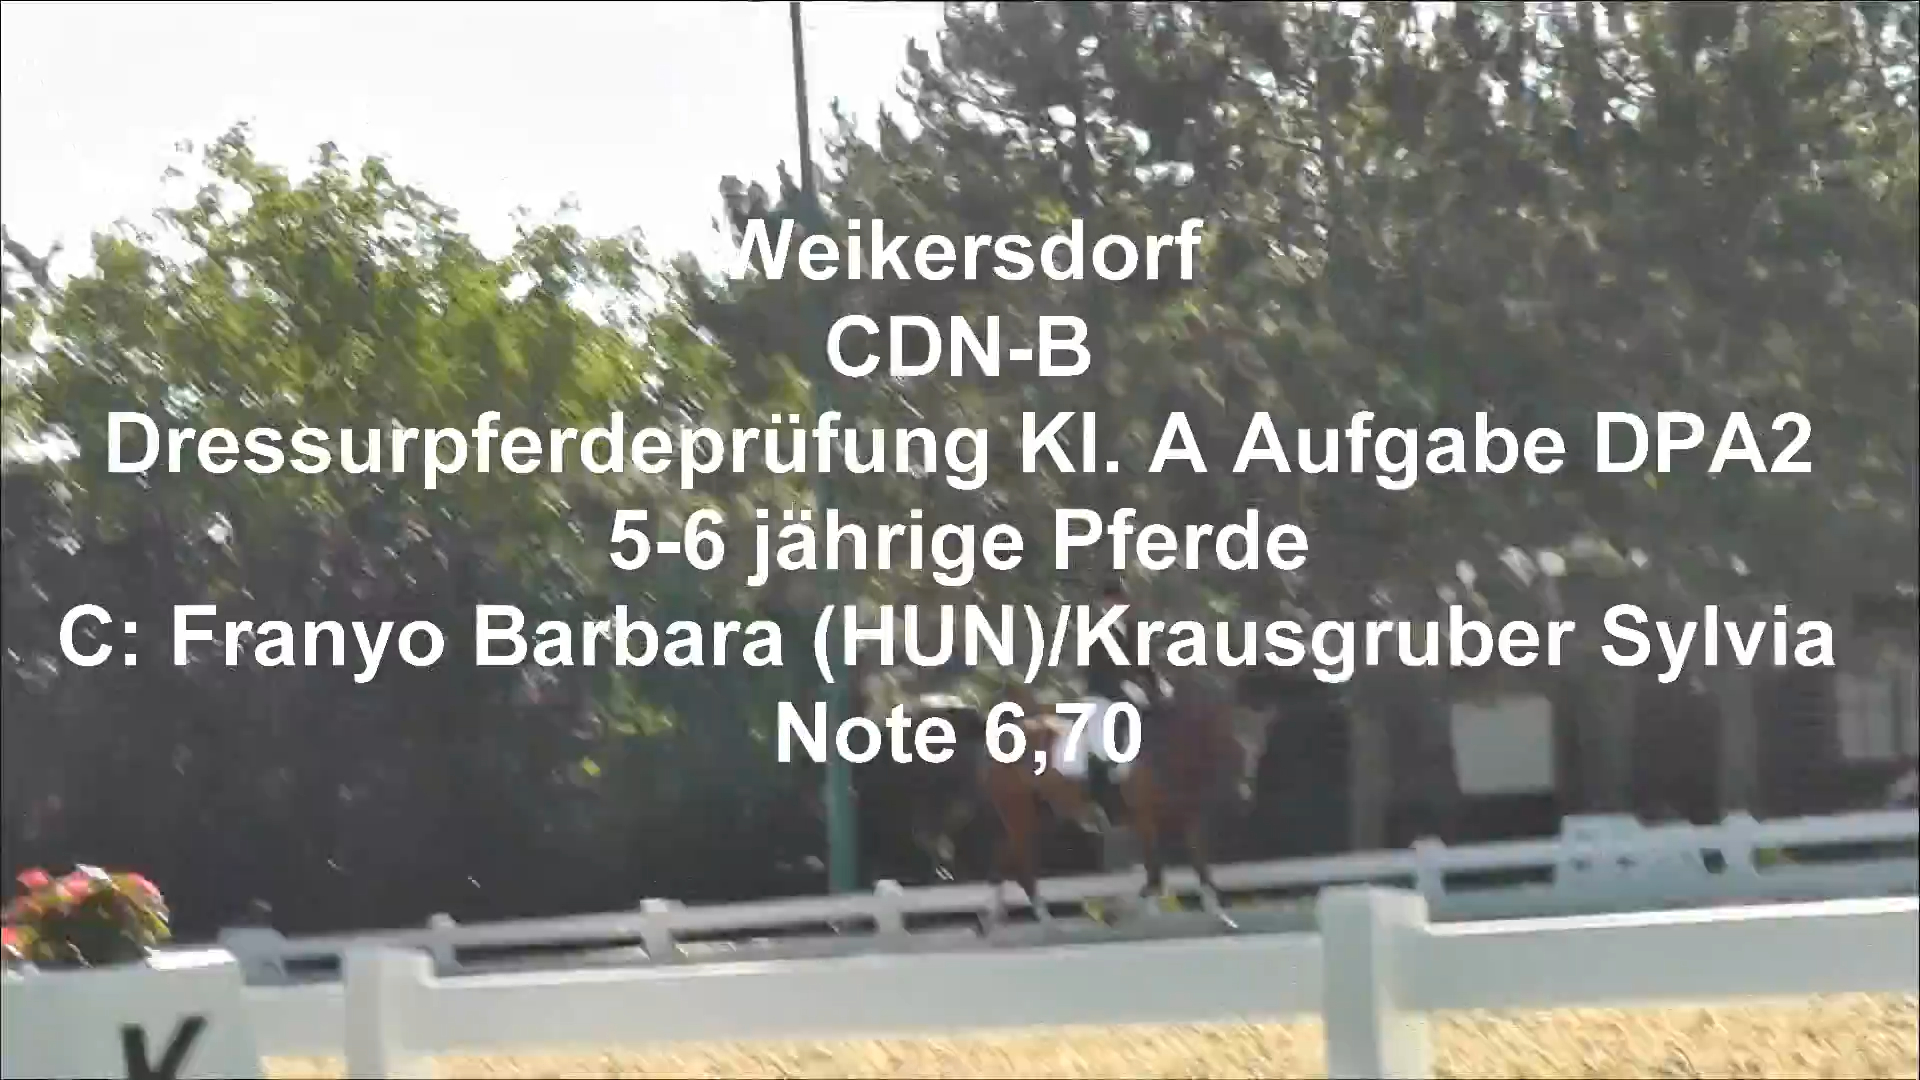 Weikersdorf
CDN-B
Dressurpferdeprüfung Kl. A Aufgabe DPA2
5-6 jährige Pferde
C: Franyo Barbara (HUN)/Krausgruber Sylvia
Note 6,70
K